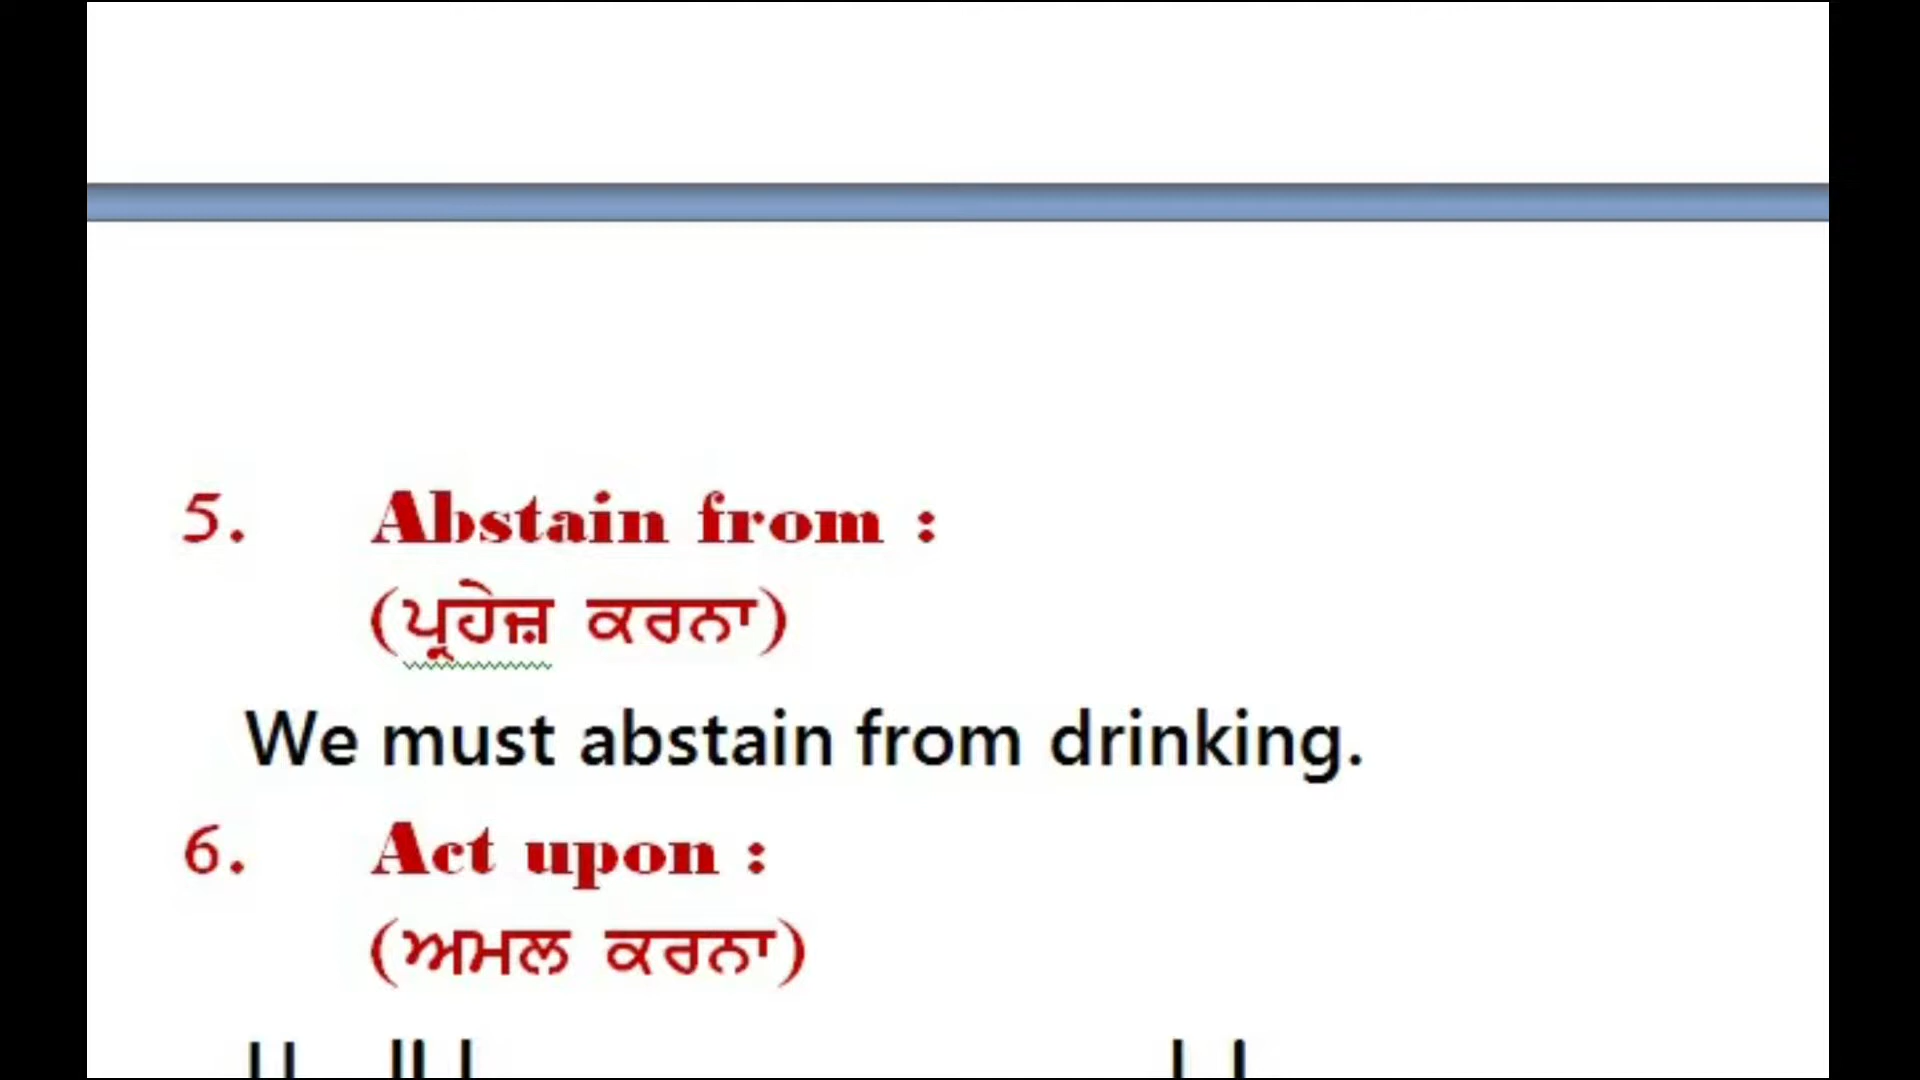 5. Abstain from :
(ਪ੍ਰਹੇਜ਼ ਕਰਨਾ)
We must abstain from drinking.
6. Act upon :
(ਅਮਲ ਕਰਨਾ)